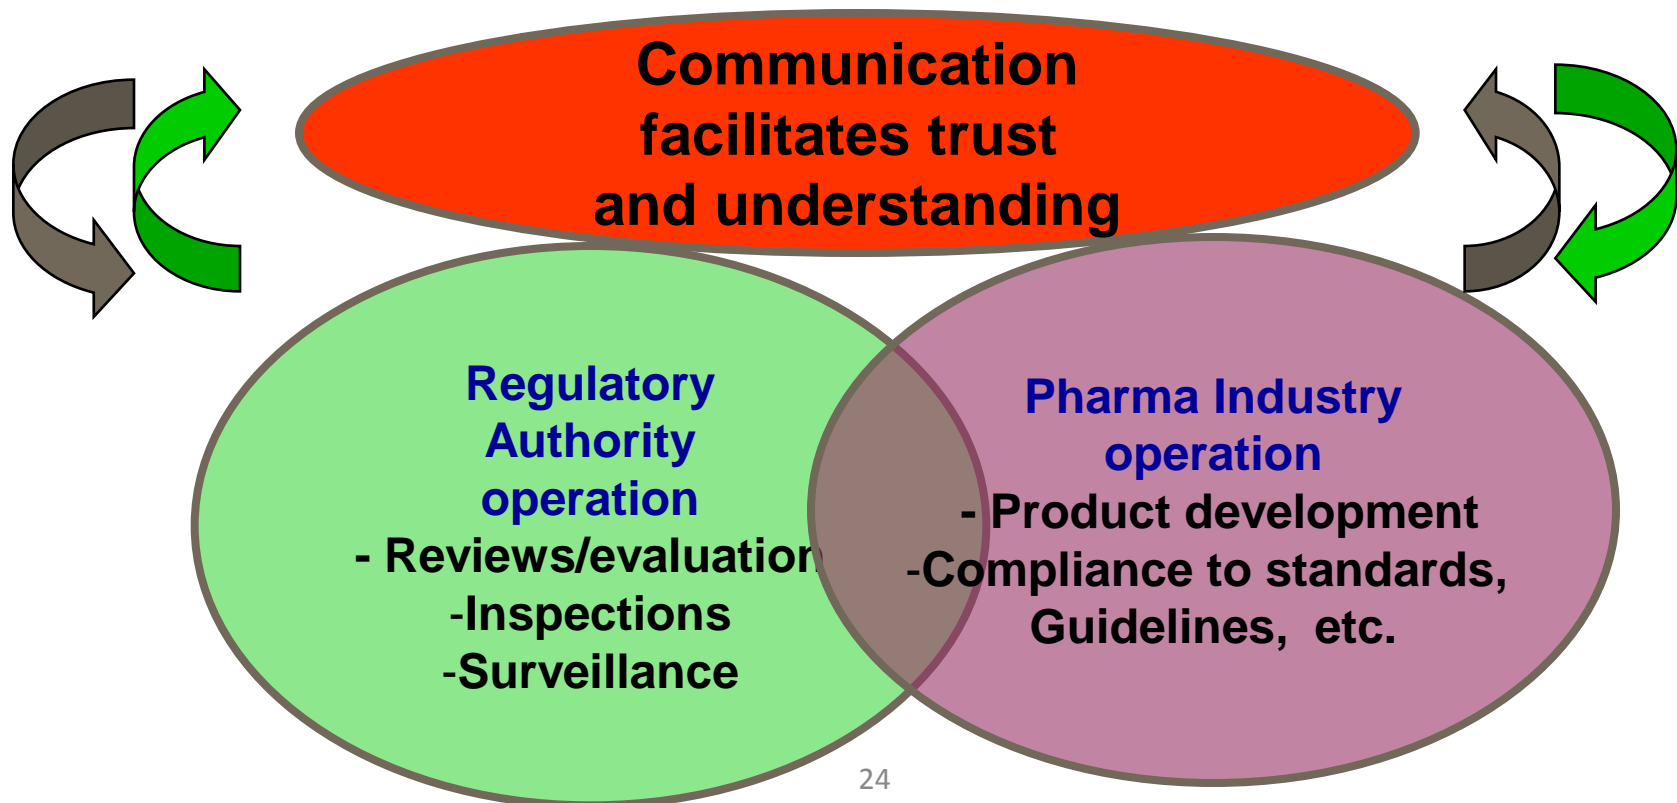 Communication
facilitates trust
and understanding
Regulatory
Authority
operation
- Reviews/evaluation
-Inspections
-Surveillance
Pharma Industry
operation
- Product development
-Compliance to standards,
Guidelines,  etc.
24